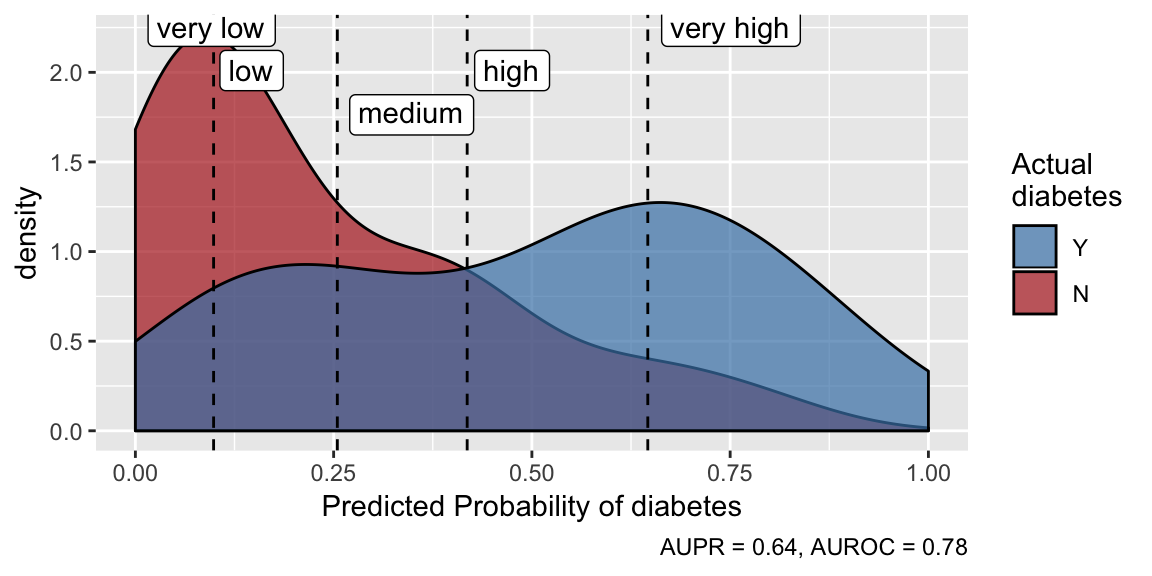 very low
very high
low
high
medium
2.0
1.5
1.0
0.5
0.0
density
0.00
0.25
0.50
0.75
1.00
Predicted Probability of diabetes
Actual
diabetes
Y
N
AUPR = 0.64, AUROC = 0.78